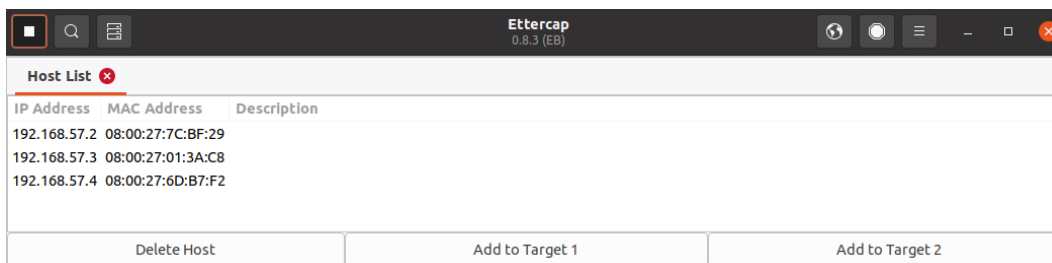 Ettercap
0.8.3 (EB)
Host List
IP Address MAC Address Description
192.168.57.2 08:00:27:7C:BF:29
192.168.57.3 08:00:27:01:3A:C8
192.168.57.4 08:00:27:6D:B7:F2
Delete Host Add to Target 1 Add to Target 2